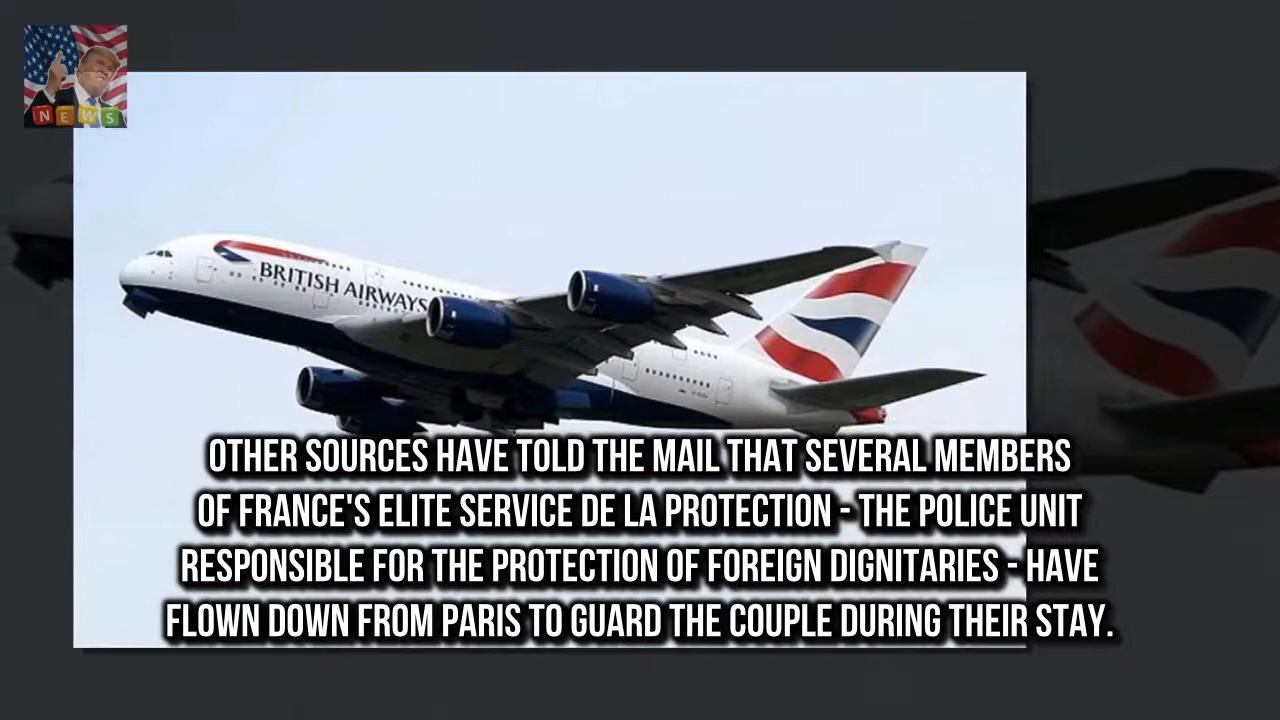 NEWS
BRITISH AIRWAYS
OTHER SOURCES HAVE TOLD THE MAIL THAT SEVERAL MEMBERS
OF FRANCE'S ELITE SERVICE DE LA PROTECTION - THE POLICE UNIT
RESPONSIBLE FOR THE PROTECTION OF FOREIGN DIGNITARIES - HAVE
FLOWN DOWN FROM PARIS TO GUARD THE COUPLE DURING THEIR STAY.